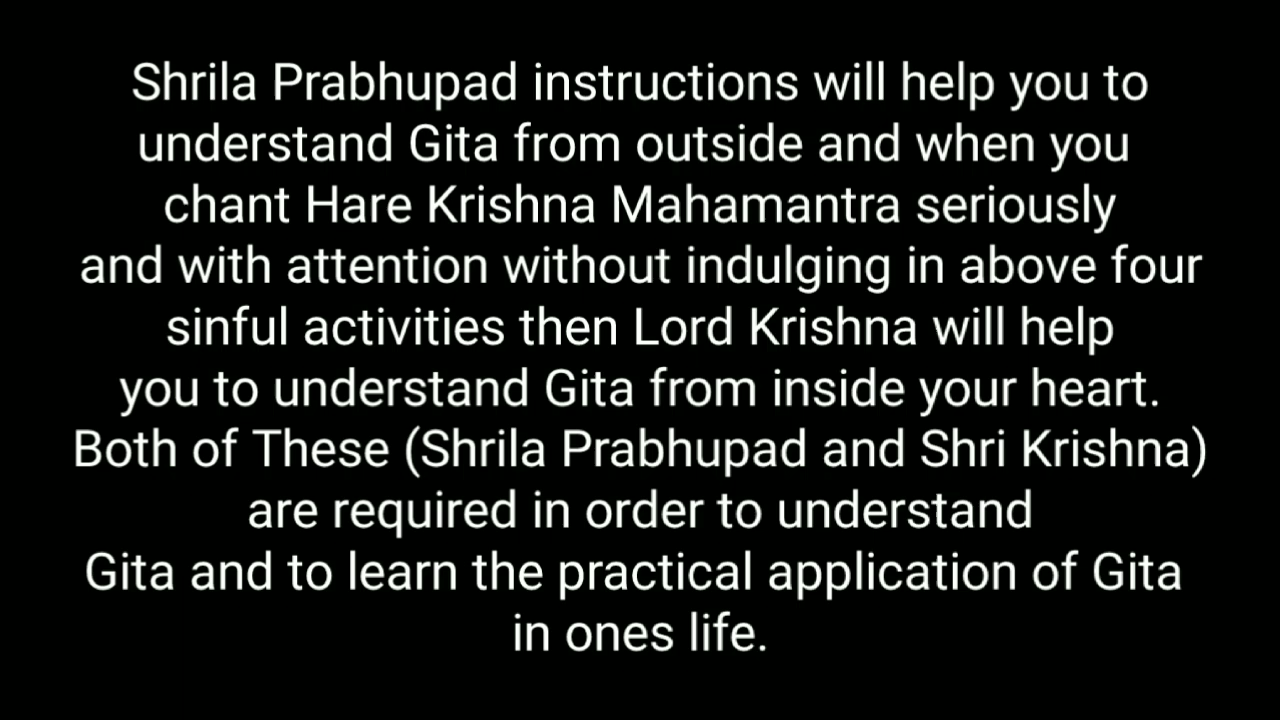 Shrila Prabhupad instructions will help you to
understand Gita from outside and when you
chant Hare Krishna Mahamantra seriously
and with attention without indulging in above four
sinful activities then Lord Krishna will help
you to understand Gita from inside your heart.
Both of These (Shrila Prabhupad and Shri Krishna)
are required in order to understand
Gita and to learn the practical application of Gita
in ones life.